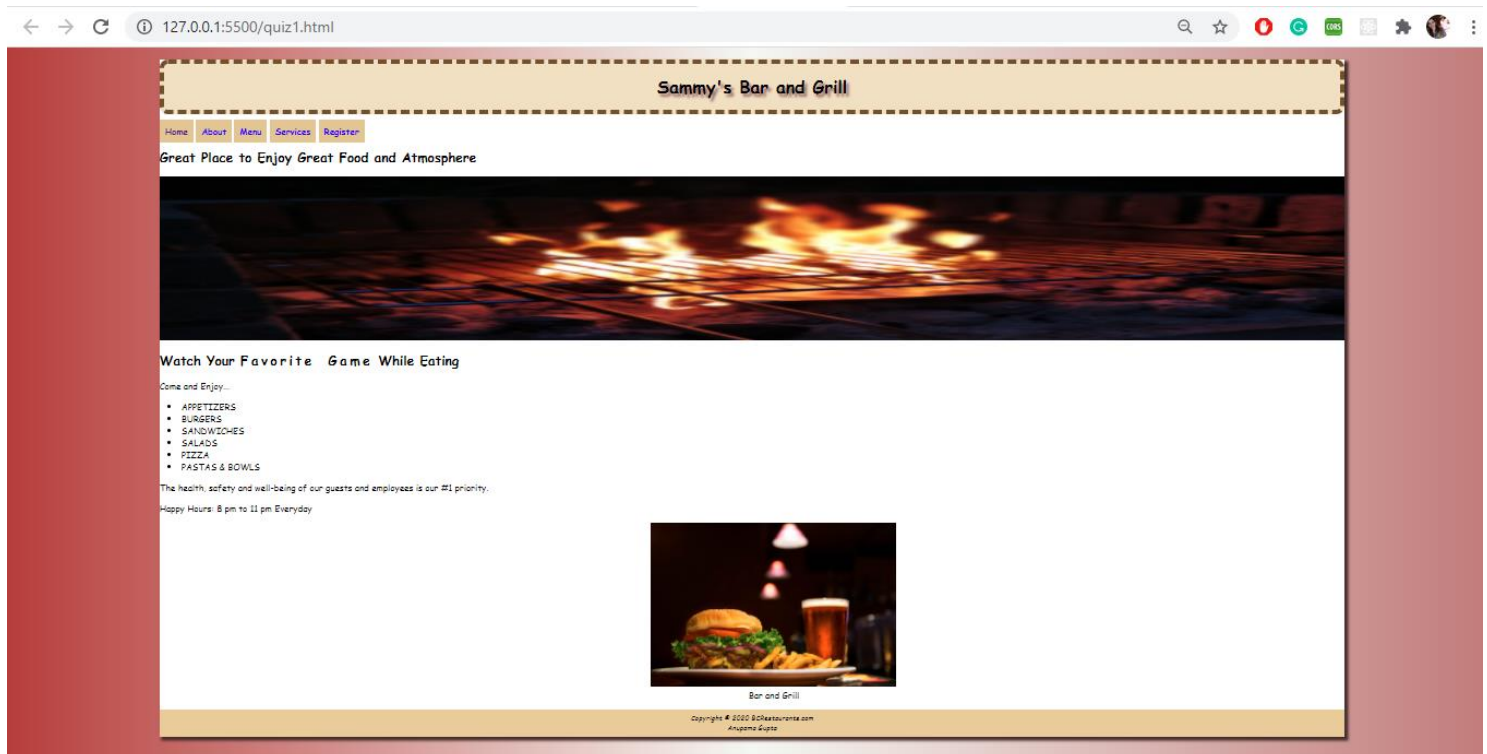 127.0.0.1:5500/quiz1.html
CORS
Sammy's Bar and Grill
Home About Menu Services Register
Great Place to Enjoy Great Food and Atmosphere
Watch Your Favorite Game While Eating
Come and Enjoy...
• APPETIZERS
• BURGERS
• SANDWICHES
• SALADS
• PIZZA
• PASTAS & BOWLS
The health, safety and well-being of our guests and employees is our #1 priority.
Happy Hours: 8 pm to 11 pm Everyday
Bar and Grill
Copyright © 2020 BCRestaurants.com
Anupama Gupta